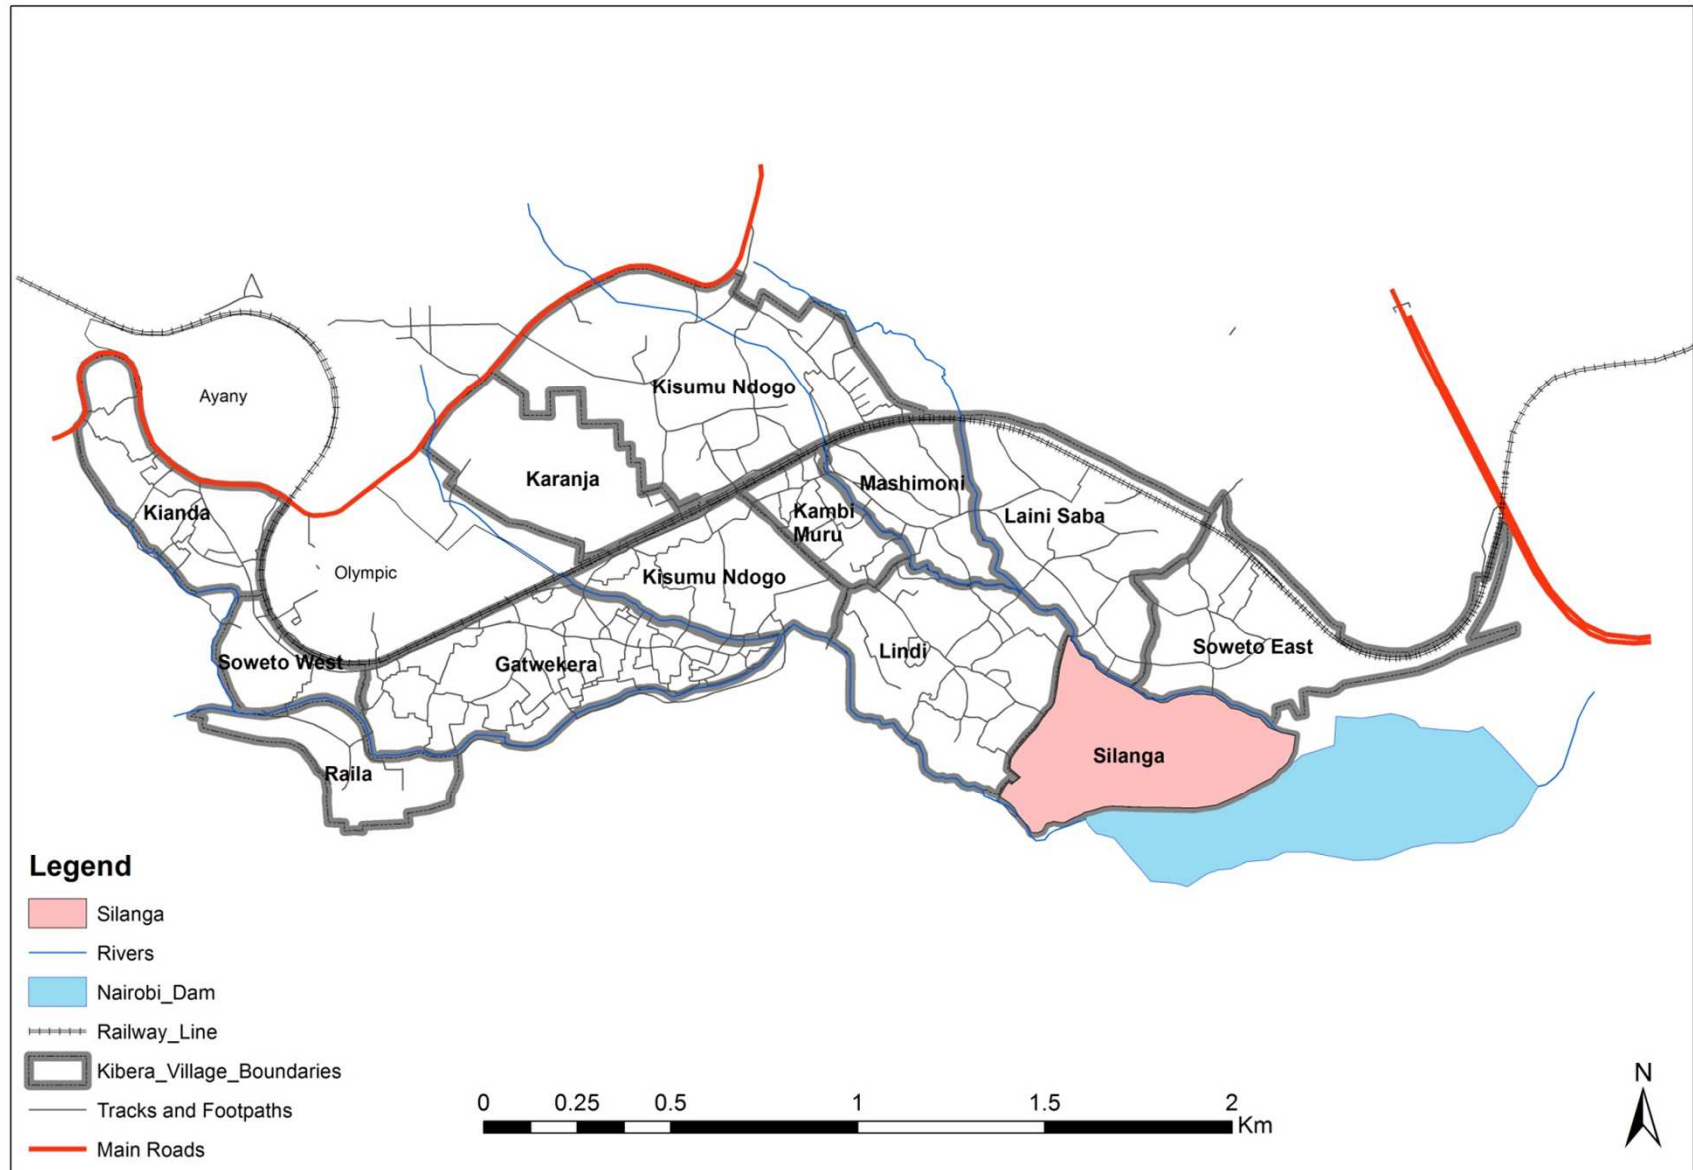 Ayany
Kisumu Ndogo
Karanja
Mashimoni
Kianda
Kambi
Muru
Laini Saba
Olympic
Kisumu Ndogo
Soweto West
Gatwekera
Lindi
Soweto East
Raila
Silanga
Legend
Silanga
Rivers
Nairobi_Dam
Railway_Line
Kibera_Village_Boundaries
Tracks and Footpaths
Main Roads
0 0.25 0.5 1 1.5 2
Km
N